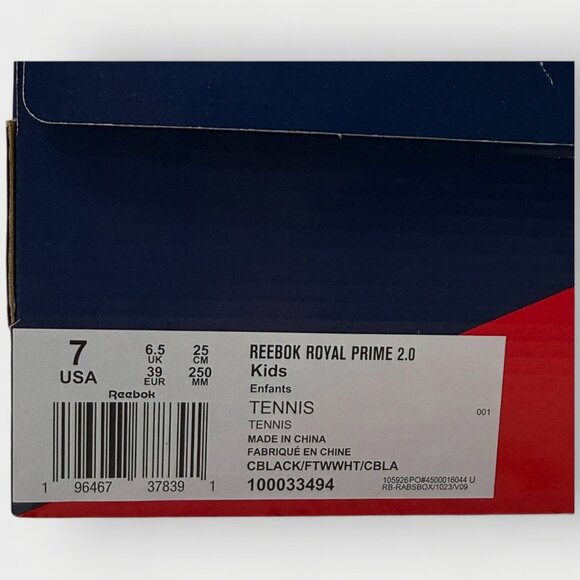 7
USA
6.5
UK
39
EUR
25
CM
250
MM
Reebok
1 96467 37839 1
REEBOK ROYAL PRIME 2.0
Kids
Enfants
TENNIS
TENNIS
001
MADE IN CHINA
FABRIQUÉ EN CHINE
CBLACK/FTWWHT/CBLA
100033494
105926PO#4500016044 U
RB-RABSBOX/1023/V09